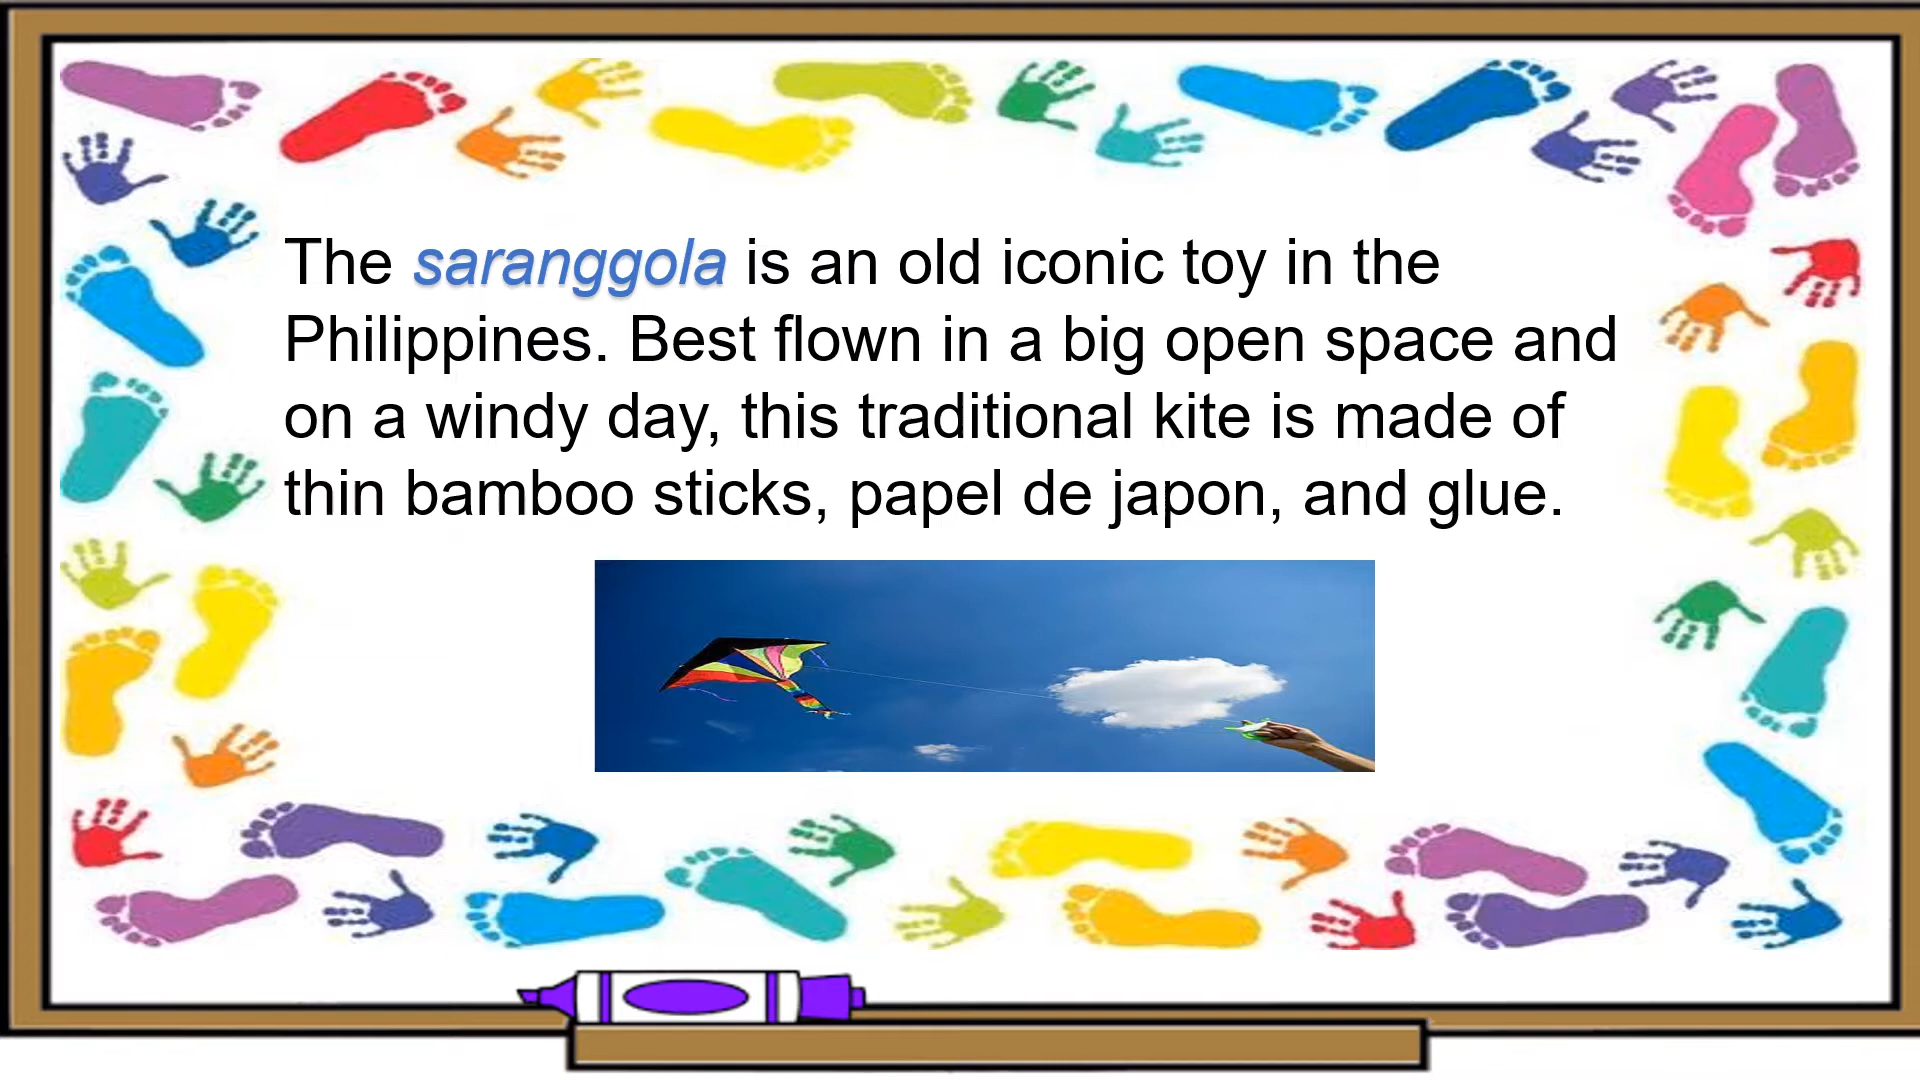 The saranggola is an old iconic toy in the
Philippines. Best flown in a big open space and
on a windy day, this traditional kite is made of
thin bamboo sticks, papel de japon, and glue.